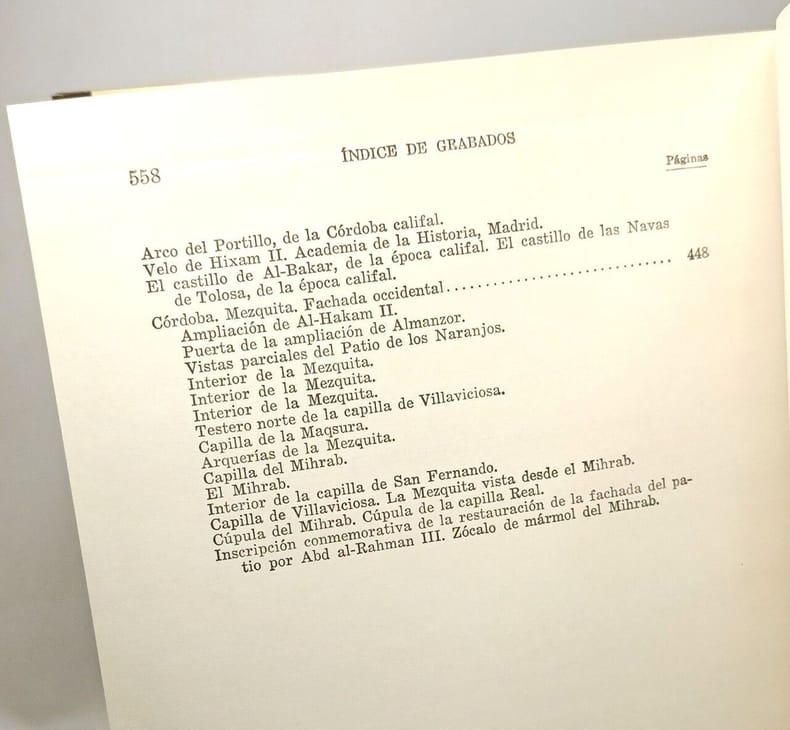 558
ÍNDICE DE GRABADOS
Páginas
Arco del Portillo, de la Córdoba califal.
Velo de Hixam II. Academia de la Historia, Madrid.
El castillo de Al-Bakar, de la época califal. El castillo de las Navas
de Tolosa, de la época califal.
Córdoba. Mezquita. Fachada occidental.............................. 448
Ampliación de Al-Hakam II.
Puerta de la ampliación de Almanzor.
Vistas parciales del Patio de los Naranjos.
Interior de la Mezquita.
Interior de la Mezquita.
Interior de la Mezquita.
Testero norte de la capilla de Villaviciosa.
Capilla de la Maqsura.
Arquerías de la Mezquita.
Capilla del Mihrab.
El Mihrab.
Interior de la capilla de San Fernando.
Capilla de Villaviciosa. La Mezquita vista desde el Mihrab.
Cúpula del Mihrab. Cúpula de la capilla Real.
Inscripción conmemorativa de la restauración de la fachada del pa-
tio por Abd al-Rahman III. Zócalo de mármol del Mihrab.